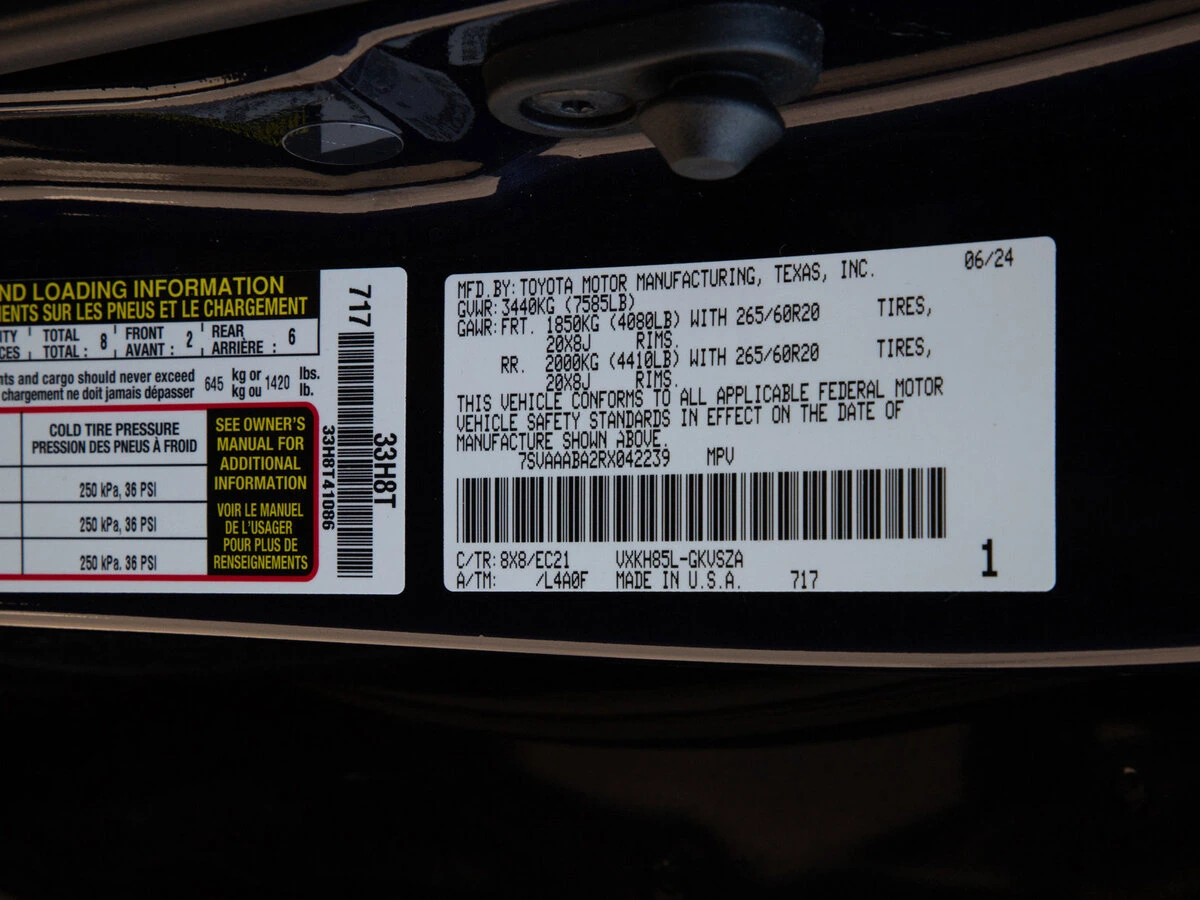 ND LOADING INFORMATION
ENTS SUR LES PNEUS ET LE CHARGEMENT
TOTAL FRONT REAR
TOTAL : 8 AVANT : 2 ARRIÈRE : 6
nts and cargo should never exceed 645 kg or 1420 lbs.
chargement ne doit jamais dépasser kg ou lb.
COLD TIRE PRESSURE
PRESSION DES PNEUS À FROID
250 kPa, 36 PSI
250 kPa, 36 PSI
250 kPa, 36 PSI
SEE OWNER'S
MANUAL FOR
ADDITIONAL
INFORMATION
VOIR LE MANUEL
DE L'USAGER
POUR PLUS DE
RENSEIGNEMENTS
717
33H8T
33H8T41086
MFD.BY: TOYOTA MOTOR MANUFACTURING, TEXAS, INC. 06/24
GVWR: 3440KG (7585LB)
GAWR: FRT. 1850KG (4080LB) WITH 265/60R20 TIRES,
20X8J RIMS.
RR. 2000KG (4410LB) WITH 265/60R20 TIRES,
20X8J RIMS.
THIS VEHICLE CONFORMS TO ALL APPLICABLE FEDERAL MOTOR
VEHICLE SAFETY STANDARDS IN EFFECT ON THE DATE OF
MANUFACTURE SHOWN ABOVE.
7SVAAABA2RX042239 MPV
C/TR: 8X8/EC21 VXKH85L-GKVSZA
A/TM: /L4A0F MADE IN U.S.A. 717 1